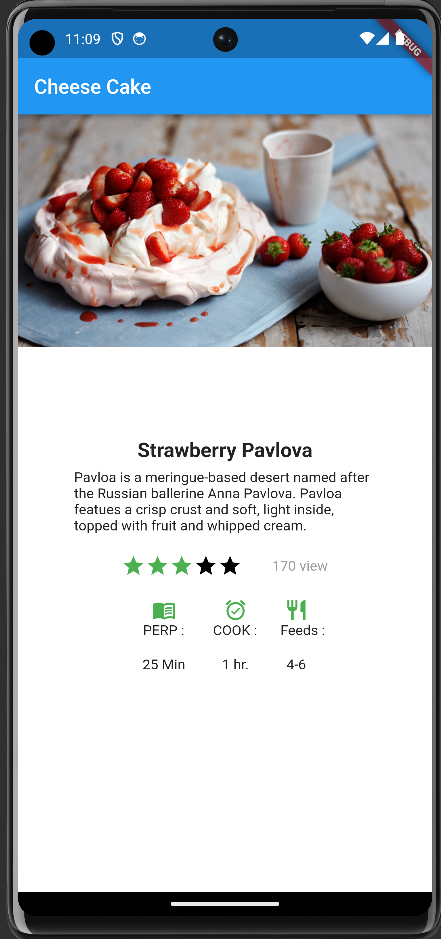 11:09
DEBUG
Cheese Cake
Strawberry Pavlova
Pavloa is a meringue-based desert named after
the Russian ballerine Anna Pavlova. Pavloa
featues a crisp crust and soft, light inside,
topped with fruit and whipped cream.
170 view
PERP : COOK : Feeds :
25 Min 1 hr. 4-6